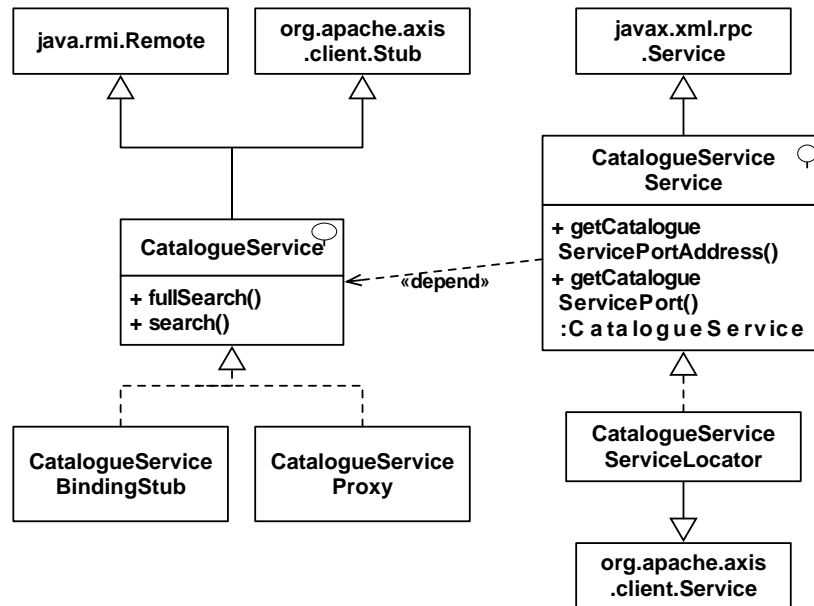 java.rmi.Remote
org.apache.axis
.client.Stub
javax.xml.rpc
.Service
CatalogueService
Service
+ getCatalogue
ServicePortAddress()
+ getCatalogue
ServicePort()
:CatalogueService
CatalogueService
+ fullSearch()
+ search()
«depend»
CatalogueService
BindingStub
CatalogueService
Proxy
CatalogueService
ServiceLocator
org.apache.axis
.client.Service